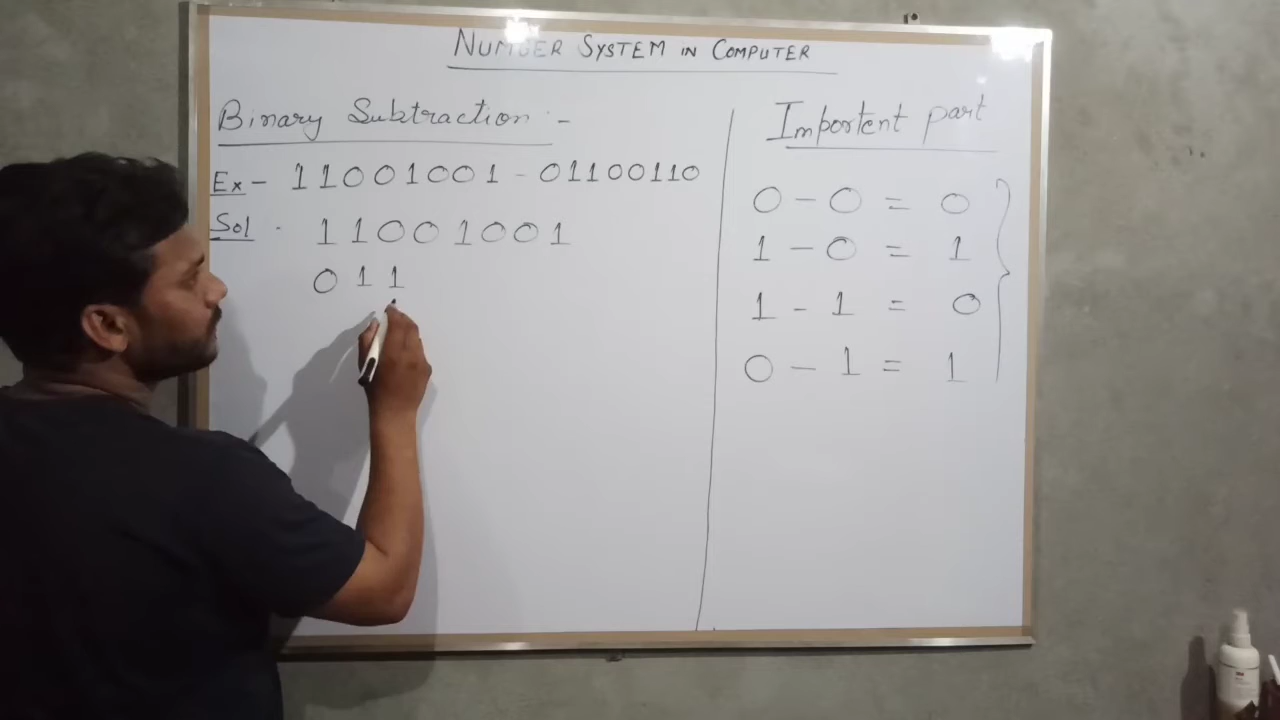 NUMBER SYSTEM IN COMPUTER
Binary Subtraction :-
Ex- 11001001 - 01100110
Sol . 11001001
011
Importent part
0 - 0 = 0
1 - 0 = 1
1 - 1 = 0
0 - 1 = 1